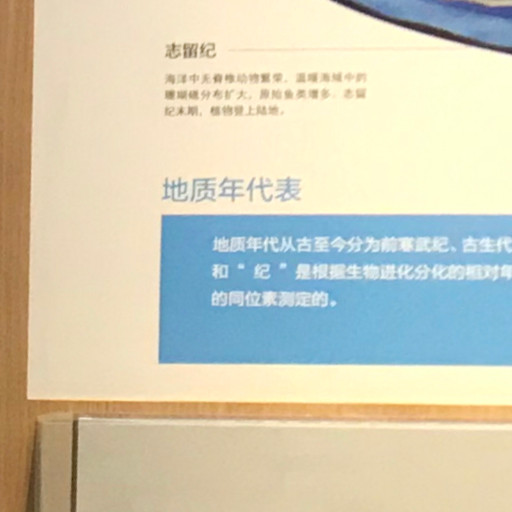 志留纪
海洋中无脊椎动物繁荣，温暖海域中的
珊瑚礁分布扩大，原始鱼类增多。志留
纪末期，植物登上陆地。
地质年代表
地质年代从古至今分为前寒武纪、古生代
和“纪”是根据生物进化分化的相对年
的同位素测定的。